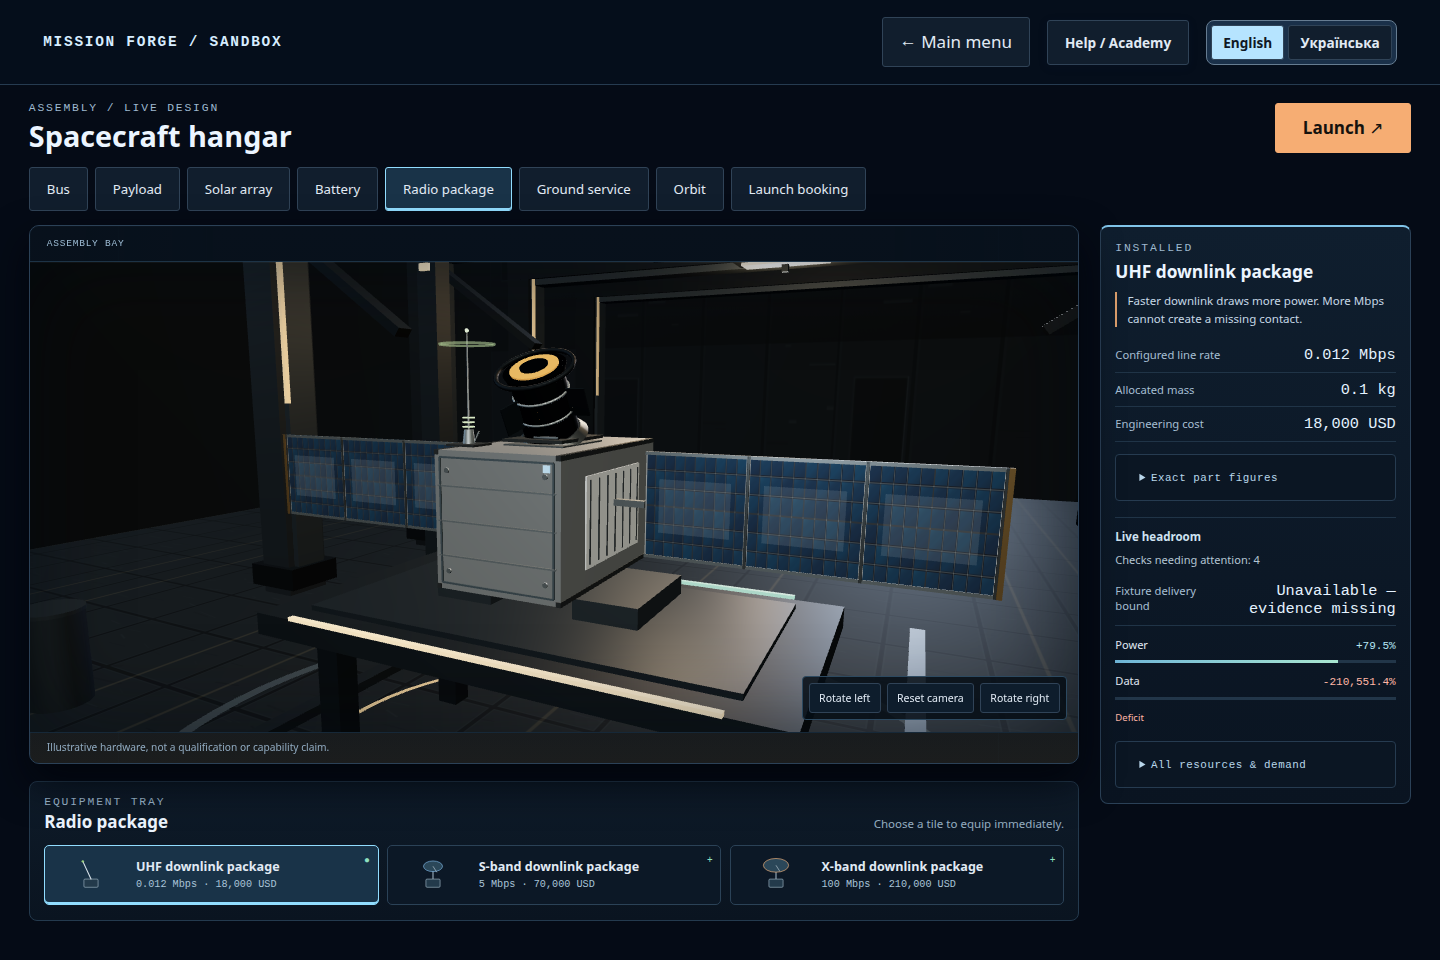 MISSION FORGE / SANDBOX
← Main menu
Help / Academy
English
Українська
ASSEMBLY / LIVE DESIGN
Spacecraft hangar
Launch ↗
Bus
Payload
Solar array
Battery
Radio package
Ground service
Orbit
Launch booking
ASSEMBLY BAY
Rotate left
Reset camera
Rotate right
Illustrative hardware, not a qualification or capability claim.
INSTALLED
UHF downlink package
Faster downlink draws more power. More Mbps
cannot create a missing contact.
Configured line rate 0.012 Mbps
Allocated mass 0.1 kg
Engineering cost 18,000 USD
▶ Exact part figures
Live headroom
Checks needing attention: 4
Fixture delivery
bound
Unavailable —
evidence missing
Power +79.5%
Data -210,551.4%
Deficit
▶ All resources & demand
EQUIPMENT TRAY
Radio package
Choose a tile to equip immediately.
UHF downlink package
0.012 Mbps · 18,000 USD
S-band downlink package
5 Mbps · 70,000 USD
+
X-band downlink package
100 Mbps · 210,000 USD
+